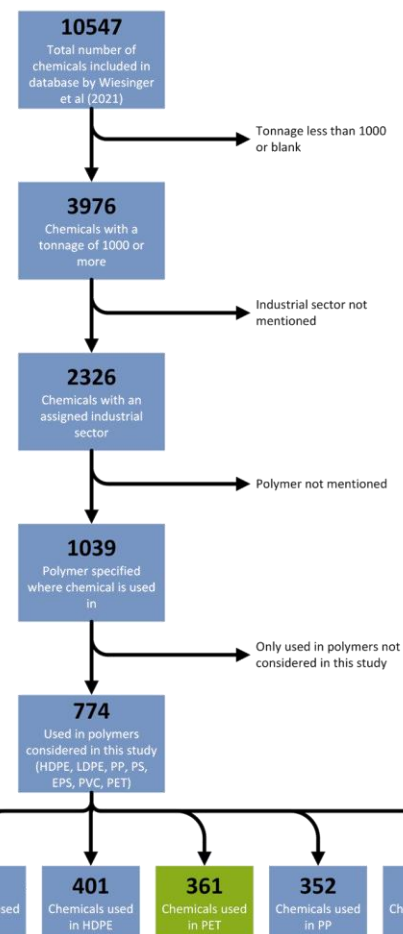 10547
Total number of
chemicals included in
database by Wiesinger
et al (2021)
Tonnage less than 1000
or blank
3976
Chemicals with a
tonnage of 1000 or
more
Industrial sector not
mentioned
2326
Chemicals with an
assigned industrial
sector
Polymer not mentioned
1039
Polymer specified
where chemical is used
in
Only used in polymers not
considered in this study
774
Used in polymers
considered in this study
(HDPE, LDPE, PP, PS,
EPS, PVC, PET)
used
401
Chemicals used
in HDPE
361
Chemicals used
in PET
352
Chemicals used
in PP